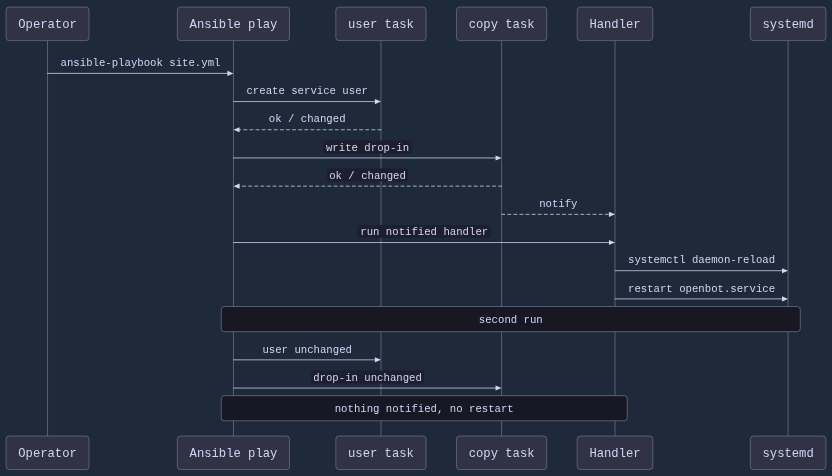 Operator
Ansible play
user task
copy task
Handler
systemd
ansible-playbook site.yml
create service user
ok / changed
write drop-in
ok / changed
notify
run notified handler
systemctl daemon-reload
restart openbot.service
second run
user unchanged
drop-in unchanged
nothing notified, no restart
Operator
Ansible play
user task
copy task
Handler
systemd